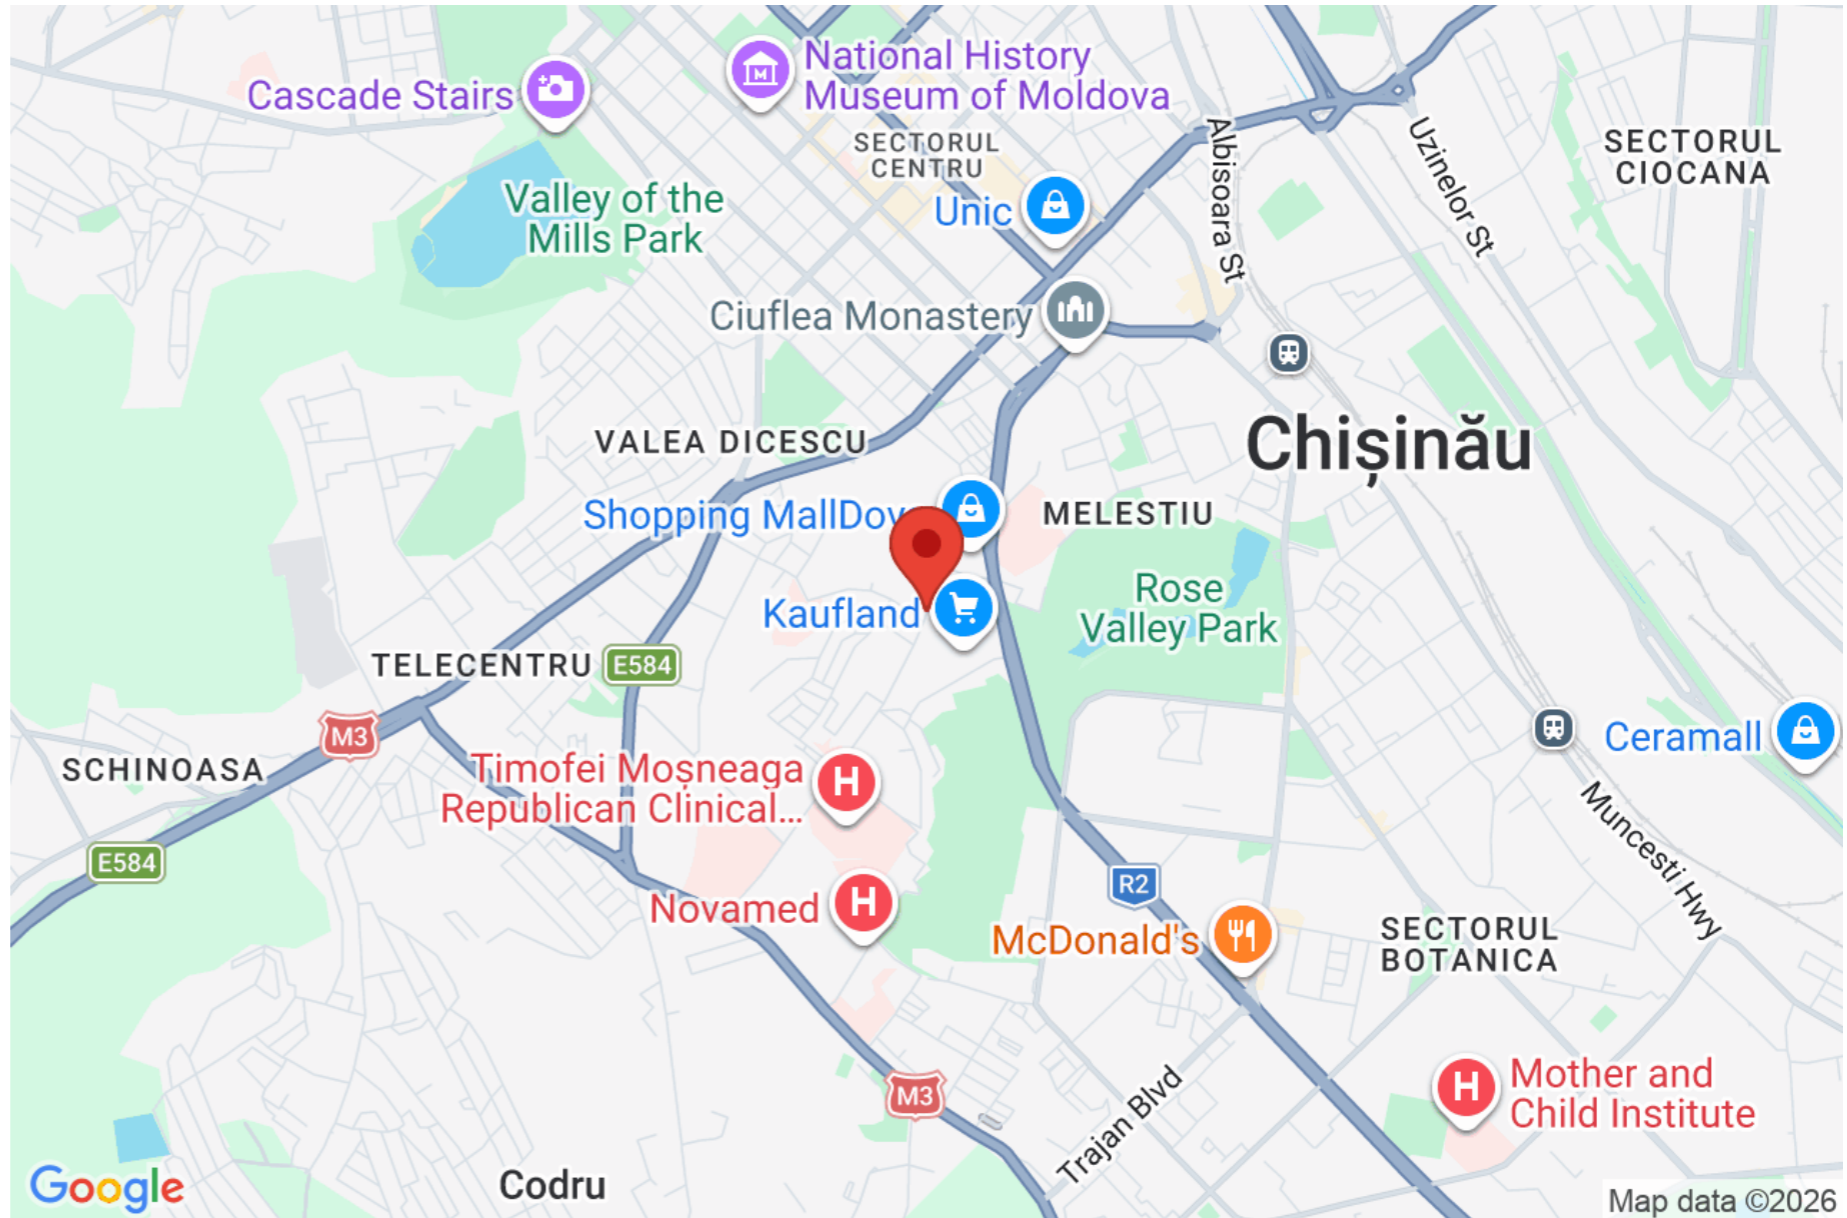 National History
Museum of Moldova
Cascade Stairs
SECTORUL
CENTRU
Albisoara St
Uzinelor St
SECTORUL
CIOCANA
Valley of the
Mills Park
Unic
Ciuflea Monastery
Chișinău
VALEA DICESCU
Shopping MallDov
MELESTIU
Rose
Valley Park
Kaufland
TELECENTRU
E584
M3
SCHINOASA
Ceramall
Timofei Moșneaga
Republican Clinical...
Muncesti Hwy
E584
R2
Novamed
McDonald's
SECTORUL
BOTANICA
M3
Trajan Blvd
Mother and
Child Institute
Codru
Google
Map data ©2026